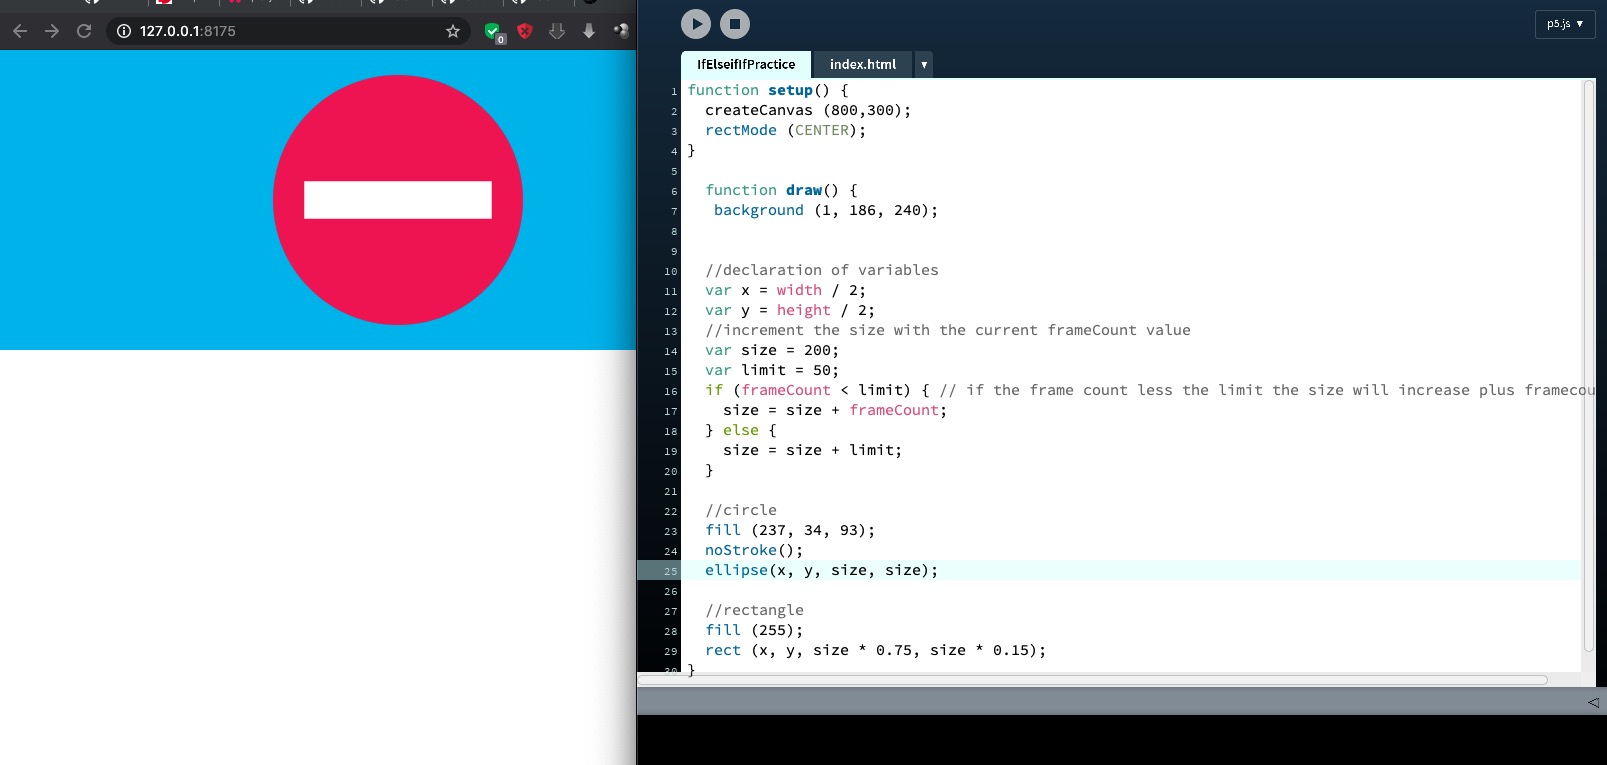 127.0.0.1:8175
0
p5.js ▼
IfElseifIfPractice index.html ▼
1 function setup() {
2 createCanvas (800,300);
3 rectMode (CENTER);
4 }
5
6 function draw() {
7 background (1, 186, 240);
8
9
10 //declaration of variables
11 var x = width / 2;
12 var y = height / 2;
13 //increment the size with the current frameCount value
14 var size = 200;
15 var limit = 50;
16 if (frameCount < limit) { // if the frame count less the limit the size will increase plus framecou
17 size = size + frameCount;
18 } else {
19 size = size + limit;
20 }
21
22 //circle
23 fill (237, 34, 93);
24 noStroke();
25 ellipse(x, y, size, size);
26
27 //rectangle
28 fill (255);
29 rect (x, y, size * 0.75, size * 0.15);
30 }